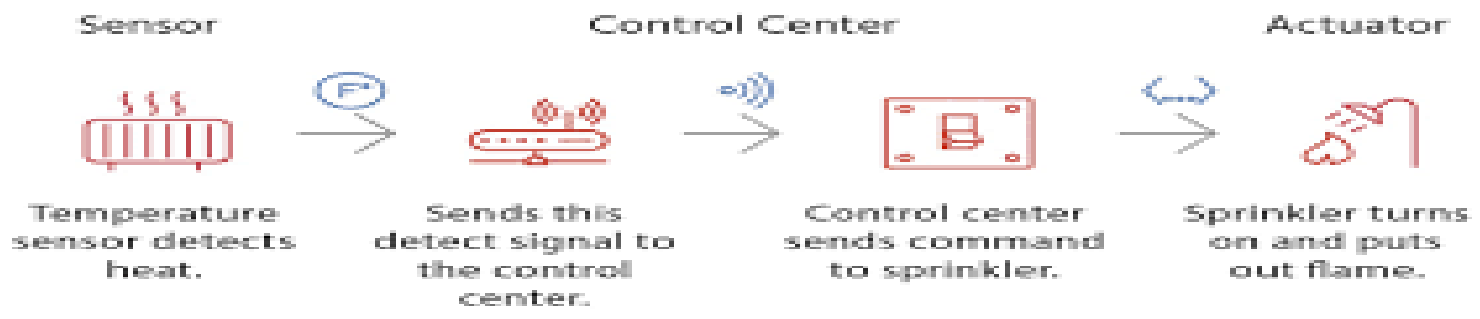 Sensor
Control Center
Actuator
F°
Temperature
sensor detects
heat.
Sends this
detect signal to
the control
center.
Control center
sends command
to sprinkler.
Sprinkler turns
on and puts
out flame.